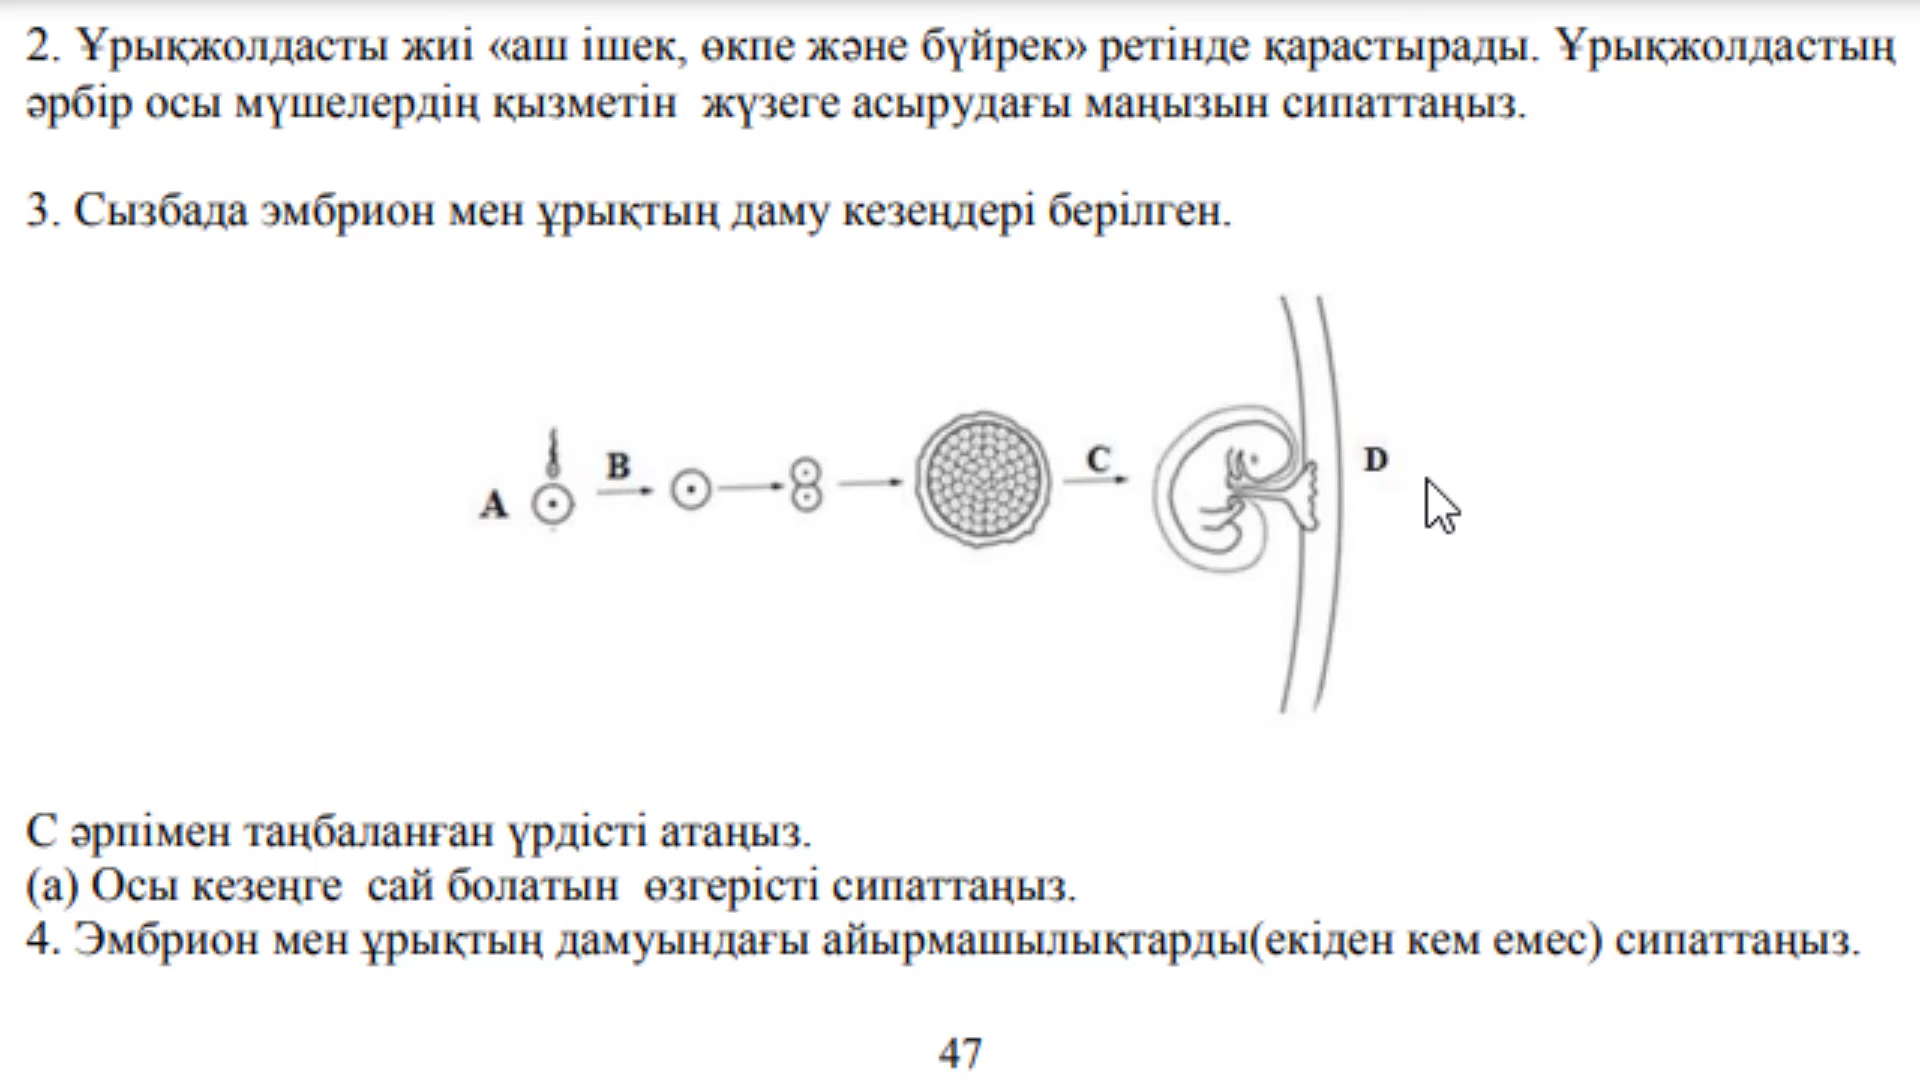 2. Ұрықжолдасты жиі «аш ішек, өкпе және бүйрек» ретінде қарастырады. Ұрықжолдастың
әрбір осы мүшелердің қызметін жүзеге асырудағы маңызын сипаттаңыз.
3. Сызбада эмбрион мен ұрықтың даму кезеңдері берілген.
A
B
C
D
С әрпімен таңбаланған үрдісті атаңыз.
(а) Осы кезеңге сай болатын өзгерісті сипаттаңыз.
4. Эмбрион мен ұрықтың дамуындағы айырмашылықтарды(екіден кем емес) сипаттаңыз.
47